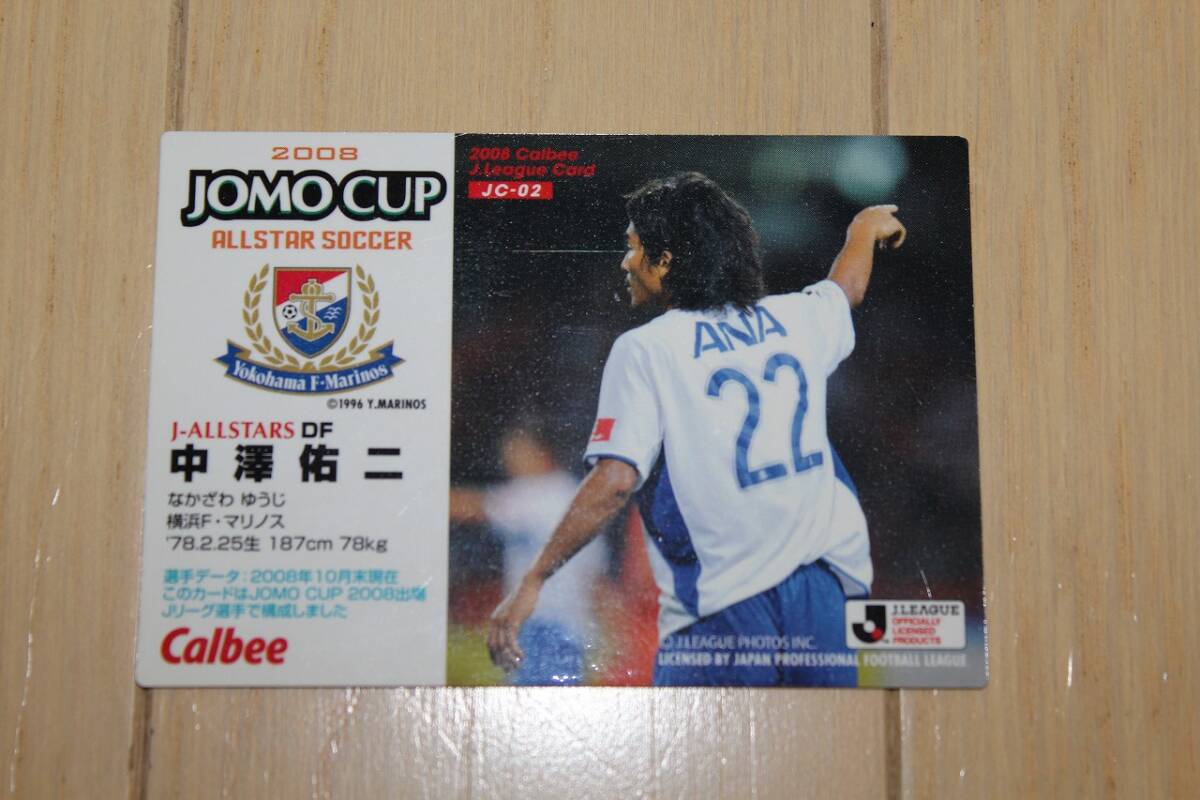 2008
JOMO CUP
ALLSTAR SOCCER
Yokohama F·Marinos
©1996 Y.MARINOS
J-ALLSTARS DF
中澤佑二
なかざわ ゆうじ
横浜F・マリノス
'78.2.25生 187cm 78kg
選手データ：2008年10月末現在
このカードはJOMO CUP 2008出場
Jリーグ選手で構成しました
Calbee
2008 Calbee
J.League Card
JC-02
ANA
22
J.LEAGUE
OFFICIALLY
LICENSED
PRODUCTS
© J.LEAGUE PHOTOS INC.
LICENSED BY JAPAN PROFESSIONAL FOOTBALL LEAGUE